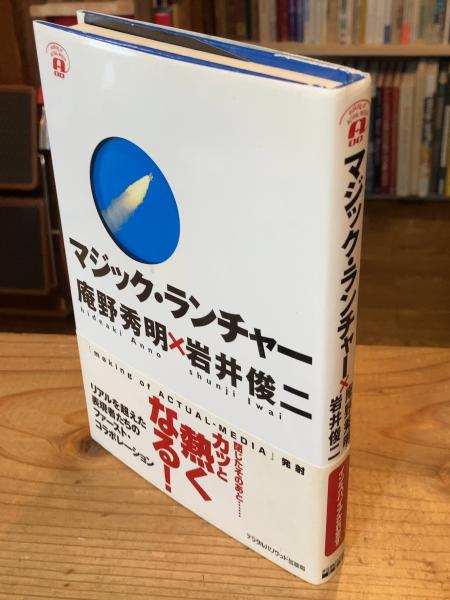 マジック・ランチャー
庵野秀明×岩井俊二
hideaki Anno
shunji Iwai
「making of ACTUAL-MEDIA」発射
閉じたそのあと……
カッと
熱く
なる!
リアルを超えた
表現者たちの
ファースト・
コラボレーション
デジタルハリウッド出版局
A
00
マジック・ランチャー×庵野秀明 岩井俊二